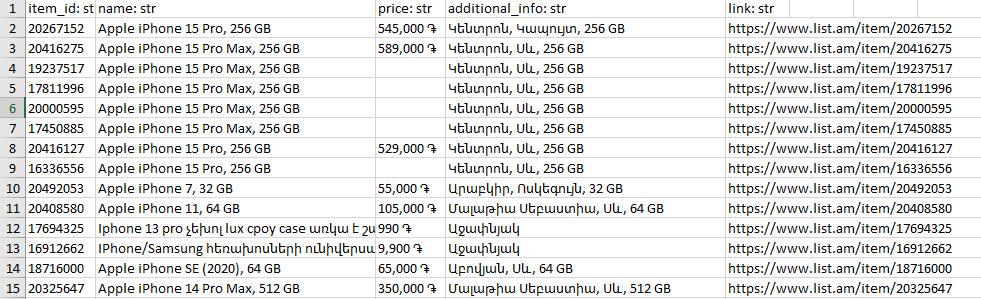 1 item_id: st name: str price: str additional_info: str link: str
2 20267152 Apple iPhone 15 Pro, 256 GB 545,000 ֏ Կենտրոն, Կապույտ, 256 GB https://www.list.am/item/20267152
3 20416275 Apple iPhone 15 Pro Max, 256 GB 589,000 ֏ Կենտրոն, Սև, 256 GB https://www.list.am/item/20416275
4 19237517 Apple iPhone 15 Pro Max, 256 GB Կենտրոն, Սև, 256 GB https://www.list.am/item/19237517
5 17811996 Apple iPhone 15 Pro Max, 256 GB Կենտրոն, Սև, 256 GB https://www.list.am/item/17811996
6 20000595 Apple iPhone 15 Pro Max, 256 GB Կենտրոն, Սև, 256 GB https://www.list.am/item/20000595
7 17450885 Apple iPhone 15 Pro Max, 256 GB Կենտրոն, Սև, 256 GB https://www.list.am/item/17450885
8 20416127 Apple iPhone 15 Pro, 256 GB 529,000 ֏ Կենտրոն, Սև, 256 GB https://www.list.am/item/20416127
9 16336556 Apple iPhone 15 Pro, 256 GB Կենտրոն, Սև, 256 GB https://www.list.am/item/16336556
10 20492053 Apple iPhone 7, 32 GB 55,000 ֏ Արաբկիր, Ոսկեգույն, 32 GB https://www.list.am/item/20492053
11 20408580 Apple iPhone 11, 64 GB 105,000 ֏ Մալաթիա Սեբաստիա, Սև, 64 GB https://www.list.am/item/20408580
12 17694325 Iphone 13 pro չեխոլ lux cpoy case առկա է շա 990 ֏ Աջափնյակ https://www.list.am/item/17694325
13 16912662 IPhone/Samsung հեռախոսների ունիվերսա 9,900 ֏ Աջափնյակ https://www.list.am/item/16912662
14 18716000 Apple iPhone SE (2020), 64 GB 65,000 ֏ Աբովյան, Սև, 64 GB https://www.list.am/item/18716000
15 20325647 Apple iPhone 14 Pro Max, 512 GB 350,000 ֏ Մալաթիա Սեբաստիա, Սև, 512 GB https://www.list.am/item/20325647